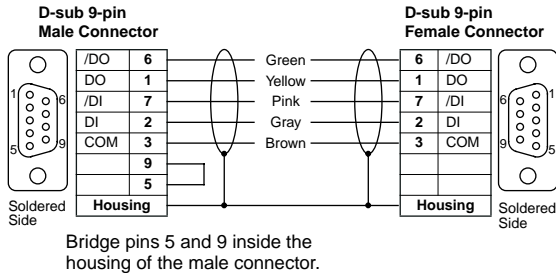 D-sub 9-pin
Male Connector
D-sub 9-pin
Female Connector
/DO 6 Green 6 /DO
DO 1 Yellow 1 DO
/DI 7 Pink 7 /DI
DI 2 Gray 2 DI
COM 3 Brown 3 COM
9
5
Housing Housing
1 6
5 9
6 1
9 5
Soldered
Side
Soldered
Side
Bridge pins 5 and 9 inside the
housing of the male connector.